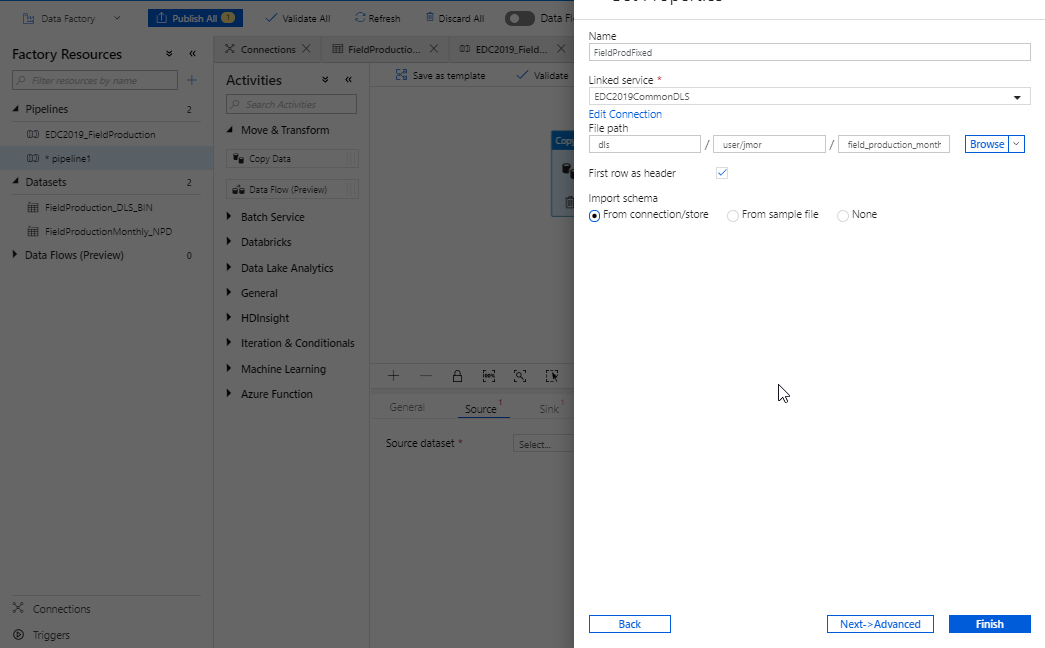 Data Factory
Publish All 1
Validate All
Refresh
Discard All
Data Fl
Factory Resources
Filter resources by name
Pipelines 2
EDC2019_FieldProduction
* pipeline1
Datasets 2
FieldProduction_DLS_BIN
FieldProductionMonthly_NPD
Data Flows (Preview) 0
Connections
Triggers
Connections
FieldProductio...
EDC2019_Field...
Activities
Search Activities
Move & Transform
Copy Data
Data Flow (Preview)
Batch Service
Databricks
Data Lake Analytics
General
HDInsight
Iteration & Conditionals
Machine Learning
Azure Function
Save as template
Validate
Copy
100%
General
Source 1
Sink 1
Source dataset *
Select...
Set Properties
Name
FieldProdFixed
Linked service *
EDC2019CommonDLS
Edit Connection
File path
dls / user/jmor / field_production_month
Browse
First row as header
Import schema
From connection/store
From sample file
None
Back
Next->Advanced
Finish